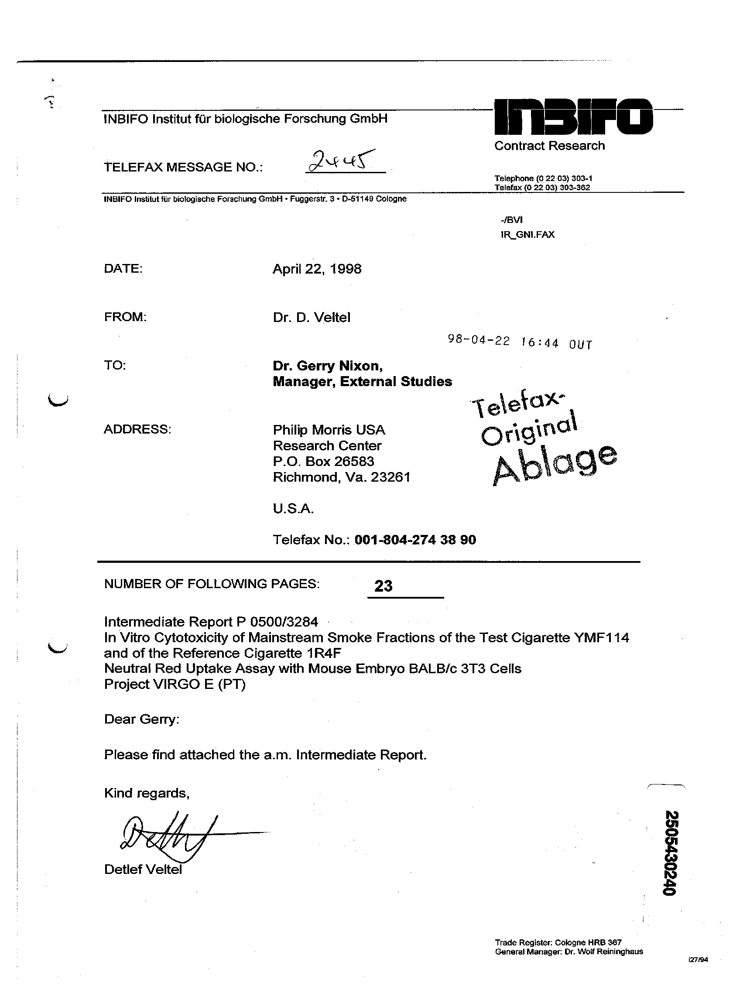 INBIFO Institut für biologische Forschung GmbH
INBIFO
Contract Research
TELEFAX MESSAGE NO.: 2445
Telephone (0 22 03) 303-1
Telefax (0 22 03) 303-362
INBIFO Institut für biologische Forschung GmbH • Fuggerstr. 3 • D-51149 Cologne
-/BVI
IR_GNI.FAX
DATE: April 22, 1998
FROM: Dr. D. Veltel
98-04-22 16:44 OUT
TO: Dr. Gerry Nixon,
Manager, External Studies
Telefax-
Original
Ablage
ADDRESS: Philip Morris USA
Research Center
P.O. Box 26583
Richmond, Va. 23261
U.S.A.
Telefax No.: 001-804-274 38 90
NUMBER OF FOLLOWING PAGES: 23
Intermediate Report P 0500/3284
In Vitro Cytotoxicity of Mainstream Smoke Fractions of the Test Cigarette YMF114
and of the Reference Cigarette 1R4F
Neutral Red Uptake Assay with Mouse Embryo BALB/c 3T3 Cells
Project VIRGO E (PT)
Dear Gerry:
Please find attached the a.m. Intermediate Report.
Kind regards,
Detlef Veltel
2505430240
Trade Register: Cologne HRB 367
General Manager: Dr. Wolf Reininghaus
I27/94